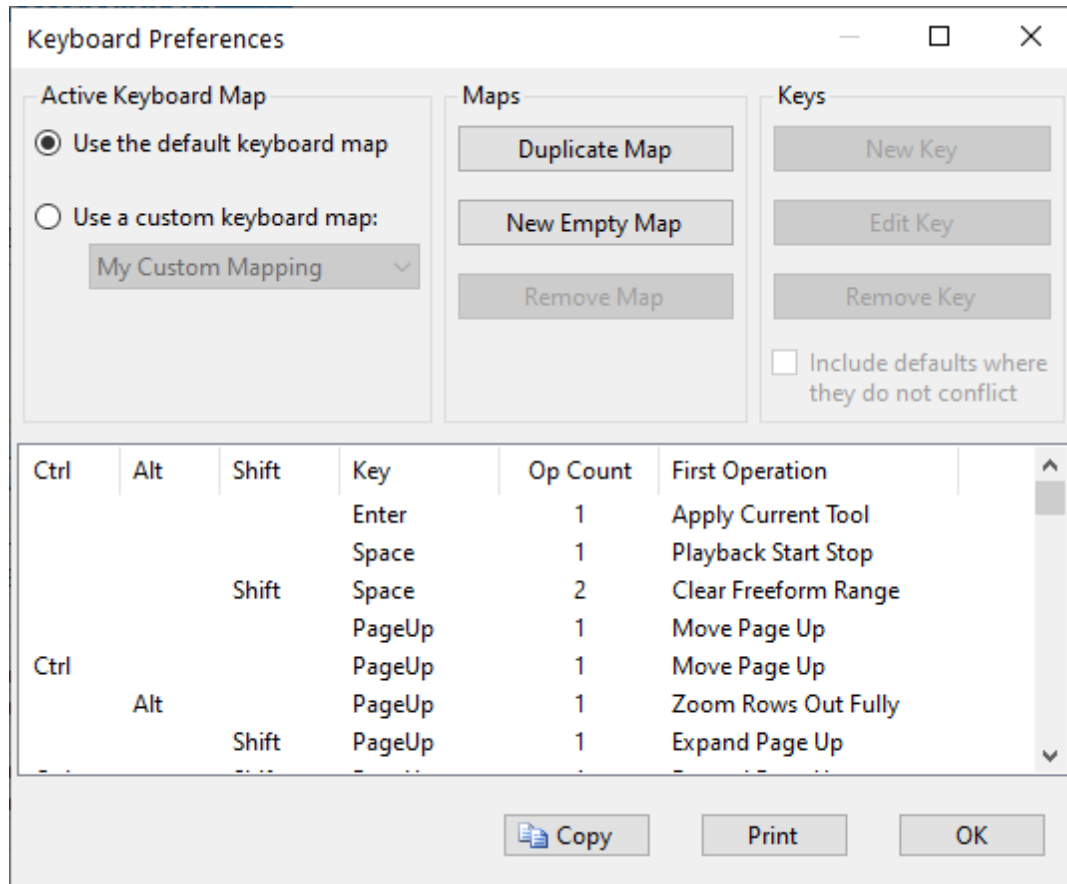 Keyboard Preferences
Active Keyboard Map
Use the default keyboard map
Use a custom keyboard map:
My Custom Mapping
Maps
Duplicate Map
New Empty Map
Remove Map
Keys
New Key
Edit Key
Remove Key
Include defaults where
they do not conflict
Ctrl Alt Shift Key Op Count First Operation
Enter 1 Apply Current Tool
Space 1 Playback Start Stop
Shift Space 2 Clear Freeform Range
PageUp 1 Move Page Up
Ctrl PageUp 1 Move Page Up
Alt PageUp 1 Zoom Rows Out Fully
Shift PageUp 1 Expand Page Up
Copy Print OK